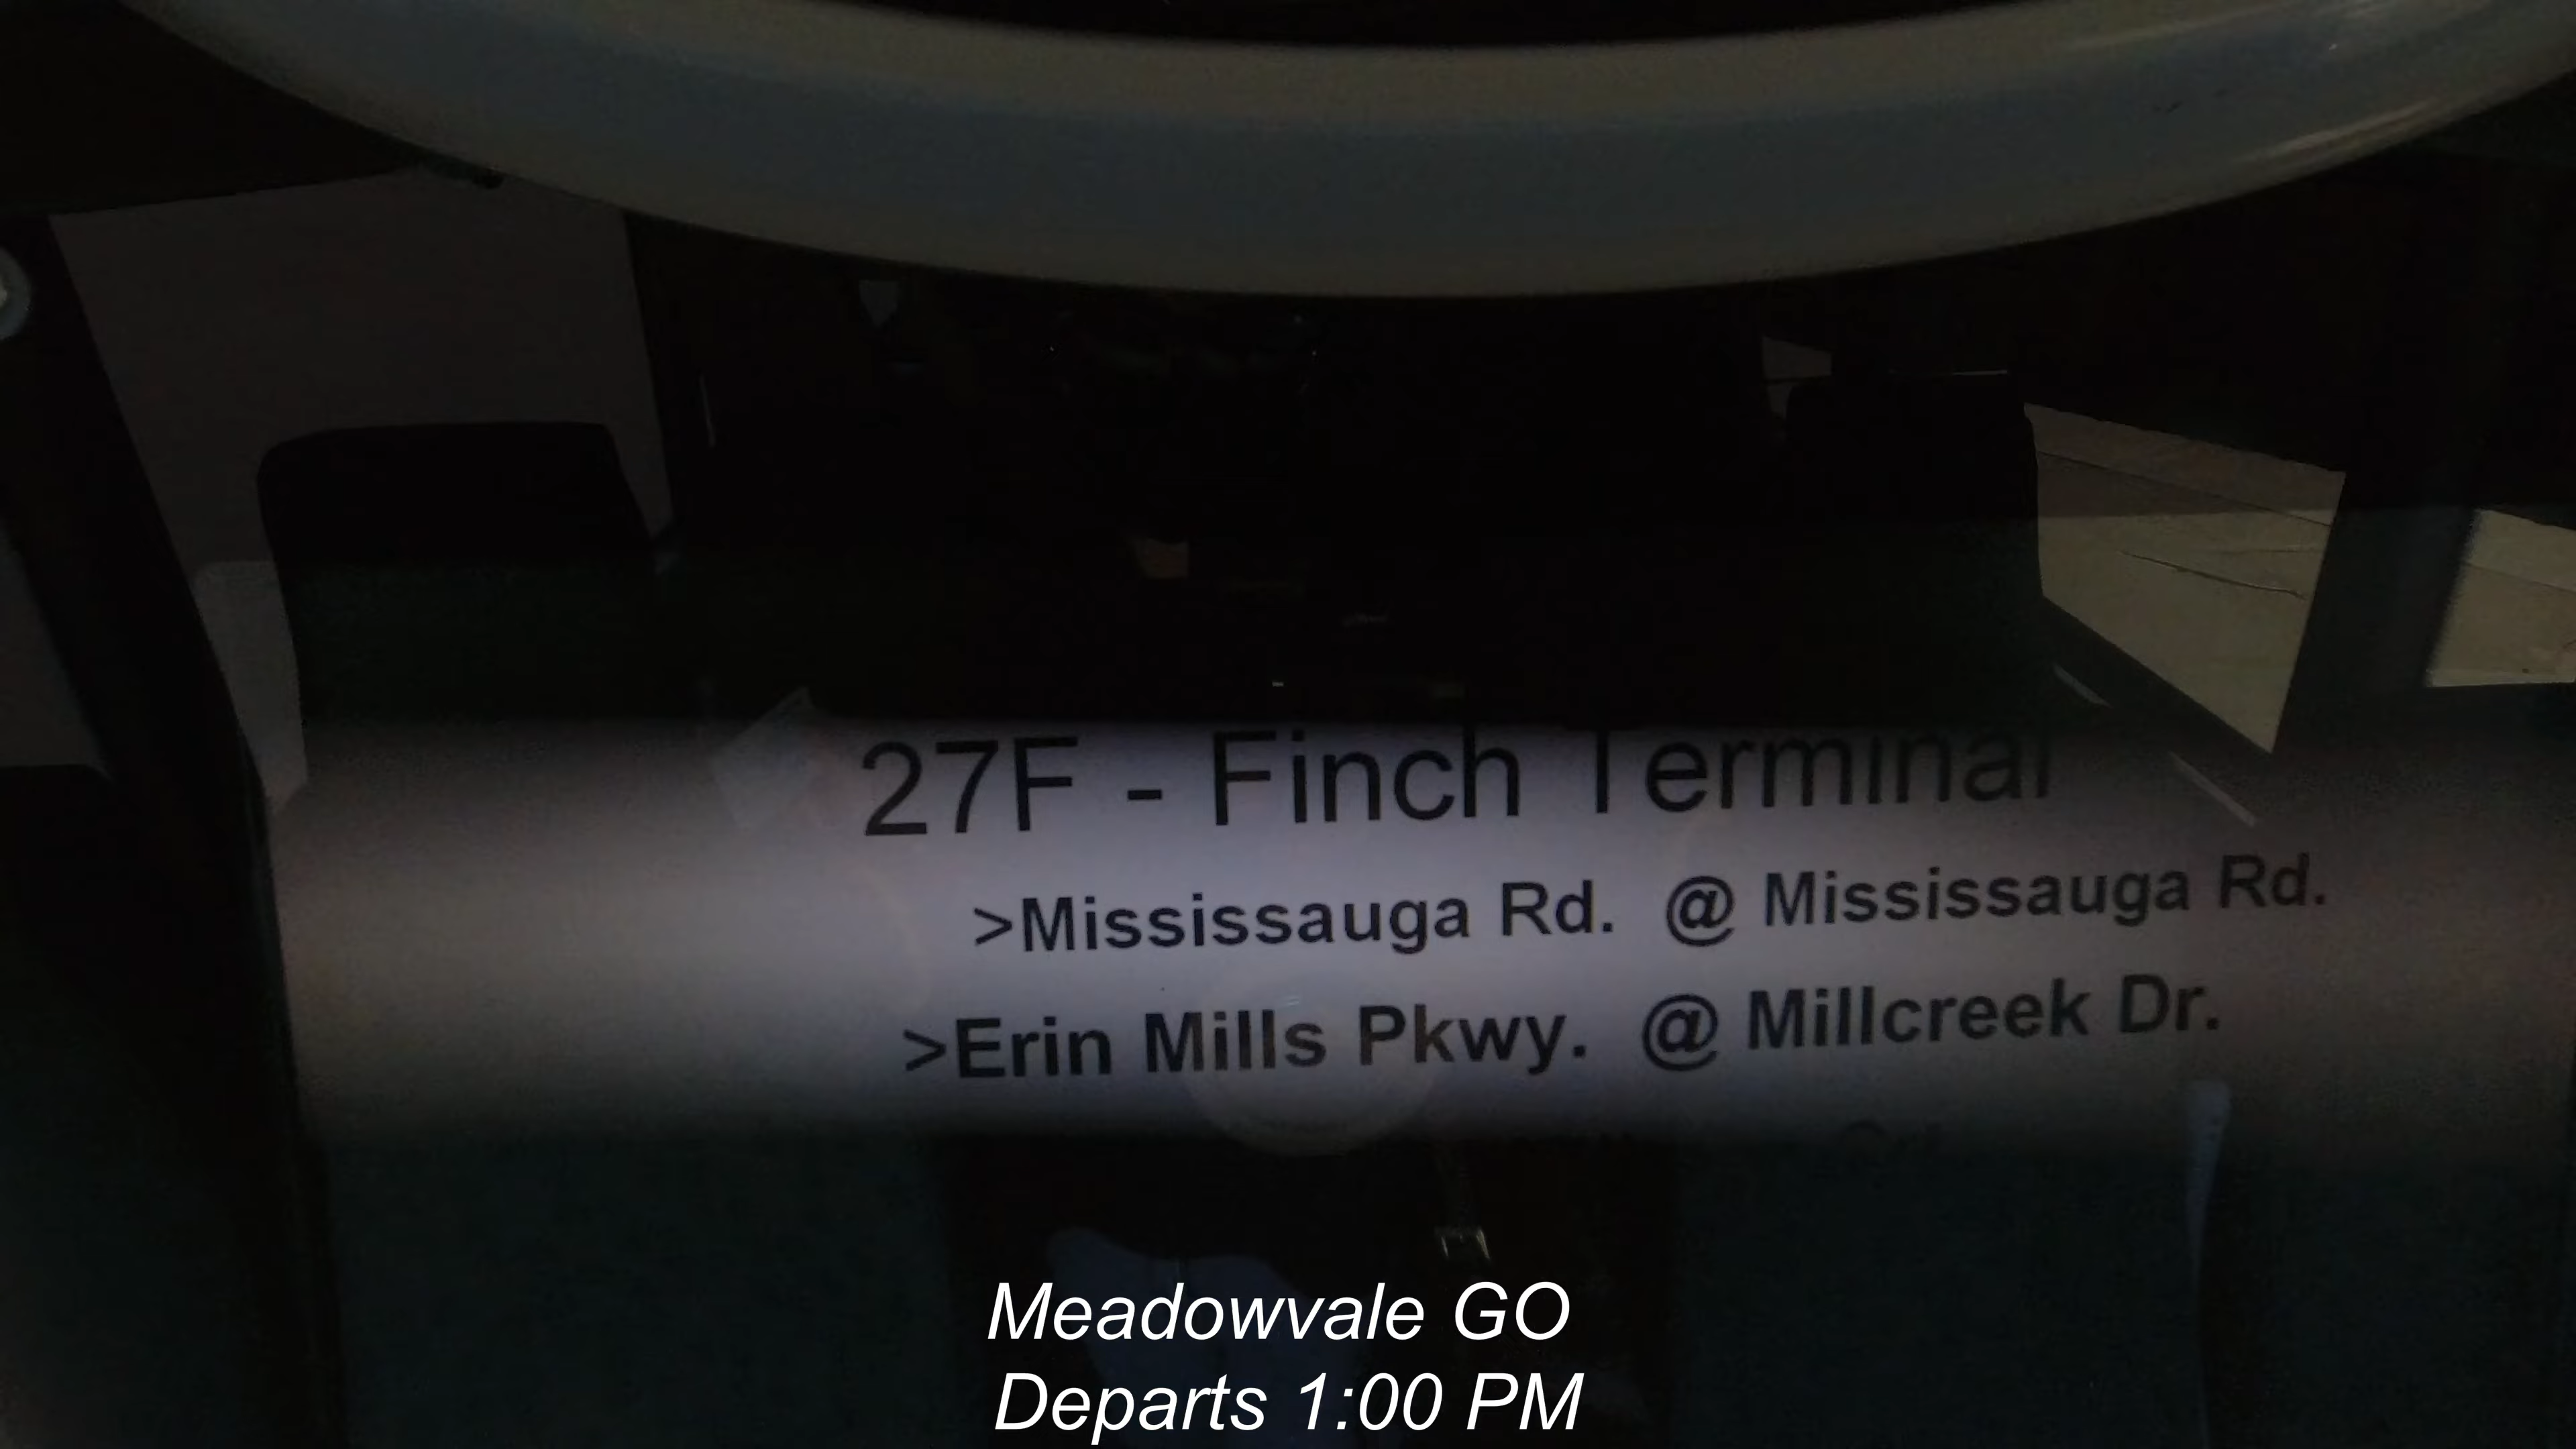 27F - Finch Terminal
>Mississauga Rd. @ Mississauga Rd.
>Erin Mills Pkwy. @ Millcreek Dr.
Meadowvale GO
Departs 1:00 PM